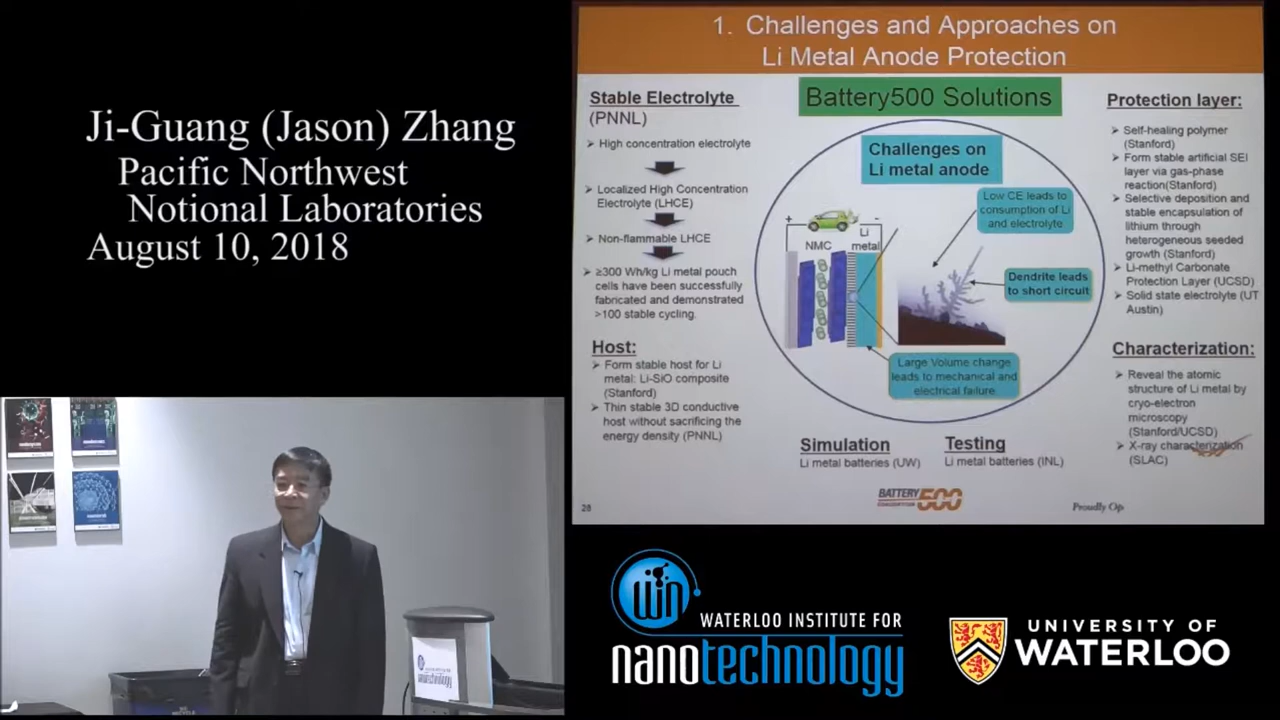 Ji-Guang (Jason) Zhang
Pacific Northwest
Notional Laboratories
August 10, 2018
1. Challenges and Approaches on
Li Metal Anode Protection
Stable Electrolyte
(PNNL)
➢ High concentration electrolyte
➢ Localized High Concentration
Electrolyte (LHCE)
➢ Non-flammable LHCE
➢ ≥300 Wh/kg Li metal pouch
cells have been successfully
fabricated and demonstrated
>100 stable cycling.
Host:
➢ Form stable host for Li
metal: Li-SiO composite
(Stanford)
➢ Thin stable 3D conductive
host without sacrificing the
energy density (PNNL)
Battery500 Solutions
Challenges on
Li metal anode
Low CE leads to
consumption of Li
and electrolyte
+ -
NMC
Li
metal
Dendrite leads
to short circuit
Large Volume change
leads to mechanical and
electrical failure
Simulation
Li metal batteries (UW)
Testing
Li metal batteries (INL)
Protection layer:
➢ Self-healing polymer
(Stanford)
➢ Form stable artificial SEI
layer via gas-phase
reaction(Stanford)
➢ Selective deposition and
stable encapsulation of
lithium through
heterogeneous seeded
growth (Stanford)
➢ Li-methyl Carbonate
Protection Layer (UCSD)
➢ Solid state electrolyte (UT
Austin)
Characterization:
➢ Reveal the atomic
structure of Li metal by
cryo-electron
microscopy
(Stanford/UCSD)
➢ X-ray characterization
(SLAC)
BATTERY
CONSORTIUM
500
Proudly Op
WIN
WATERLOO INSTITUTE FOR
nanotechnology
UNIVERSITY OF
WATERLOO
nanotechnology